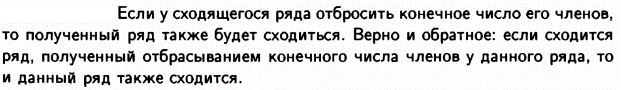 Если у сходящегося ряда отбросить конечное число его членов,
то полученный ряд также будет сходиться. Верно и обратное: если сходится
ряд, полученный отбрасыванием конечного числа членов у данного ряда, то
и данный ряд также сходится.